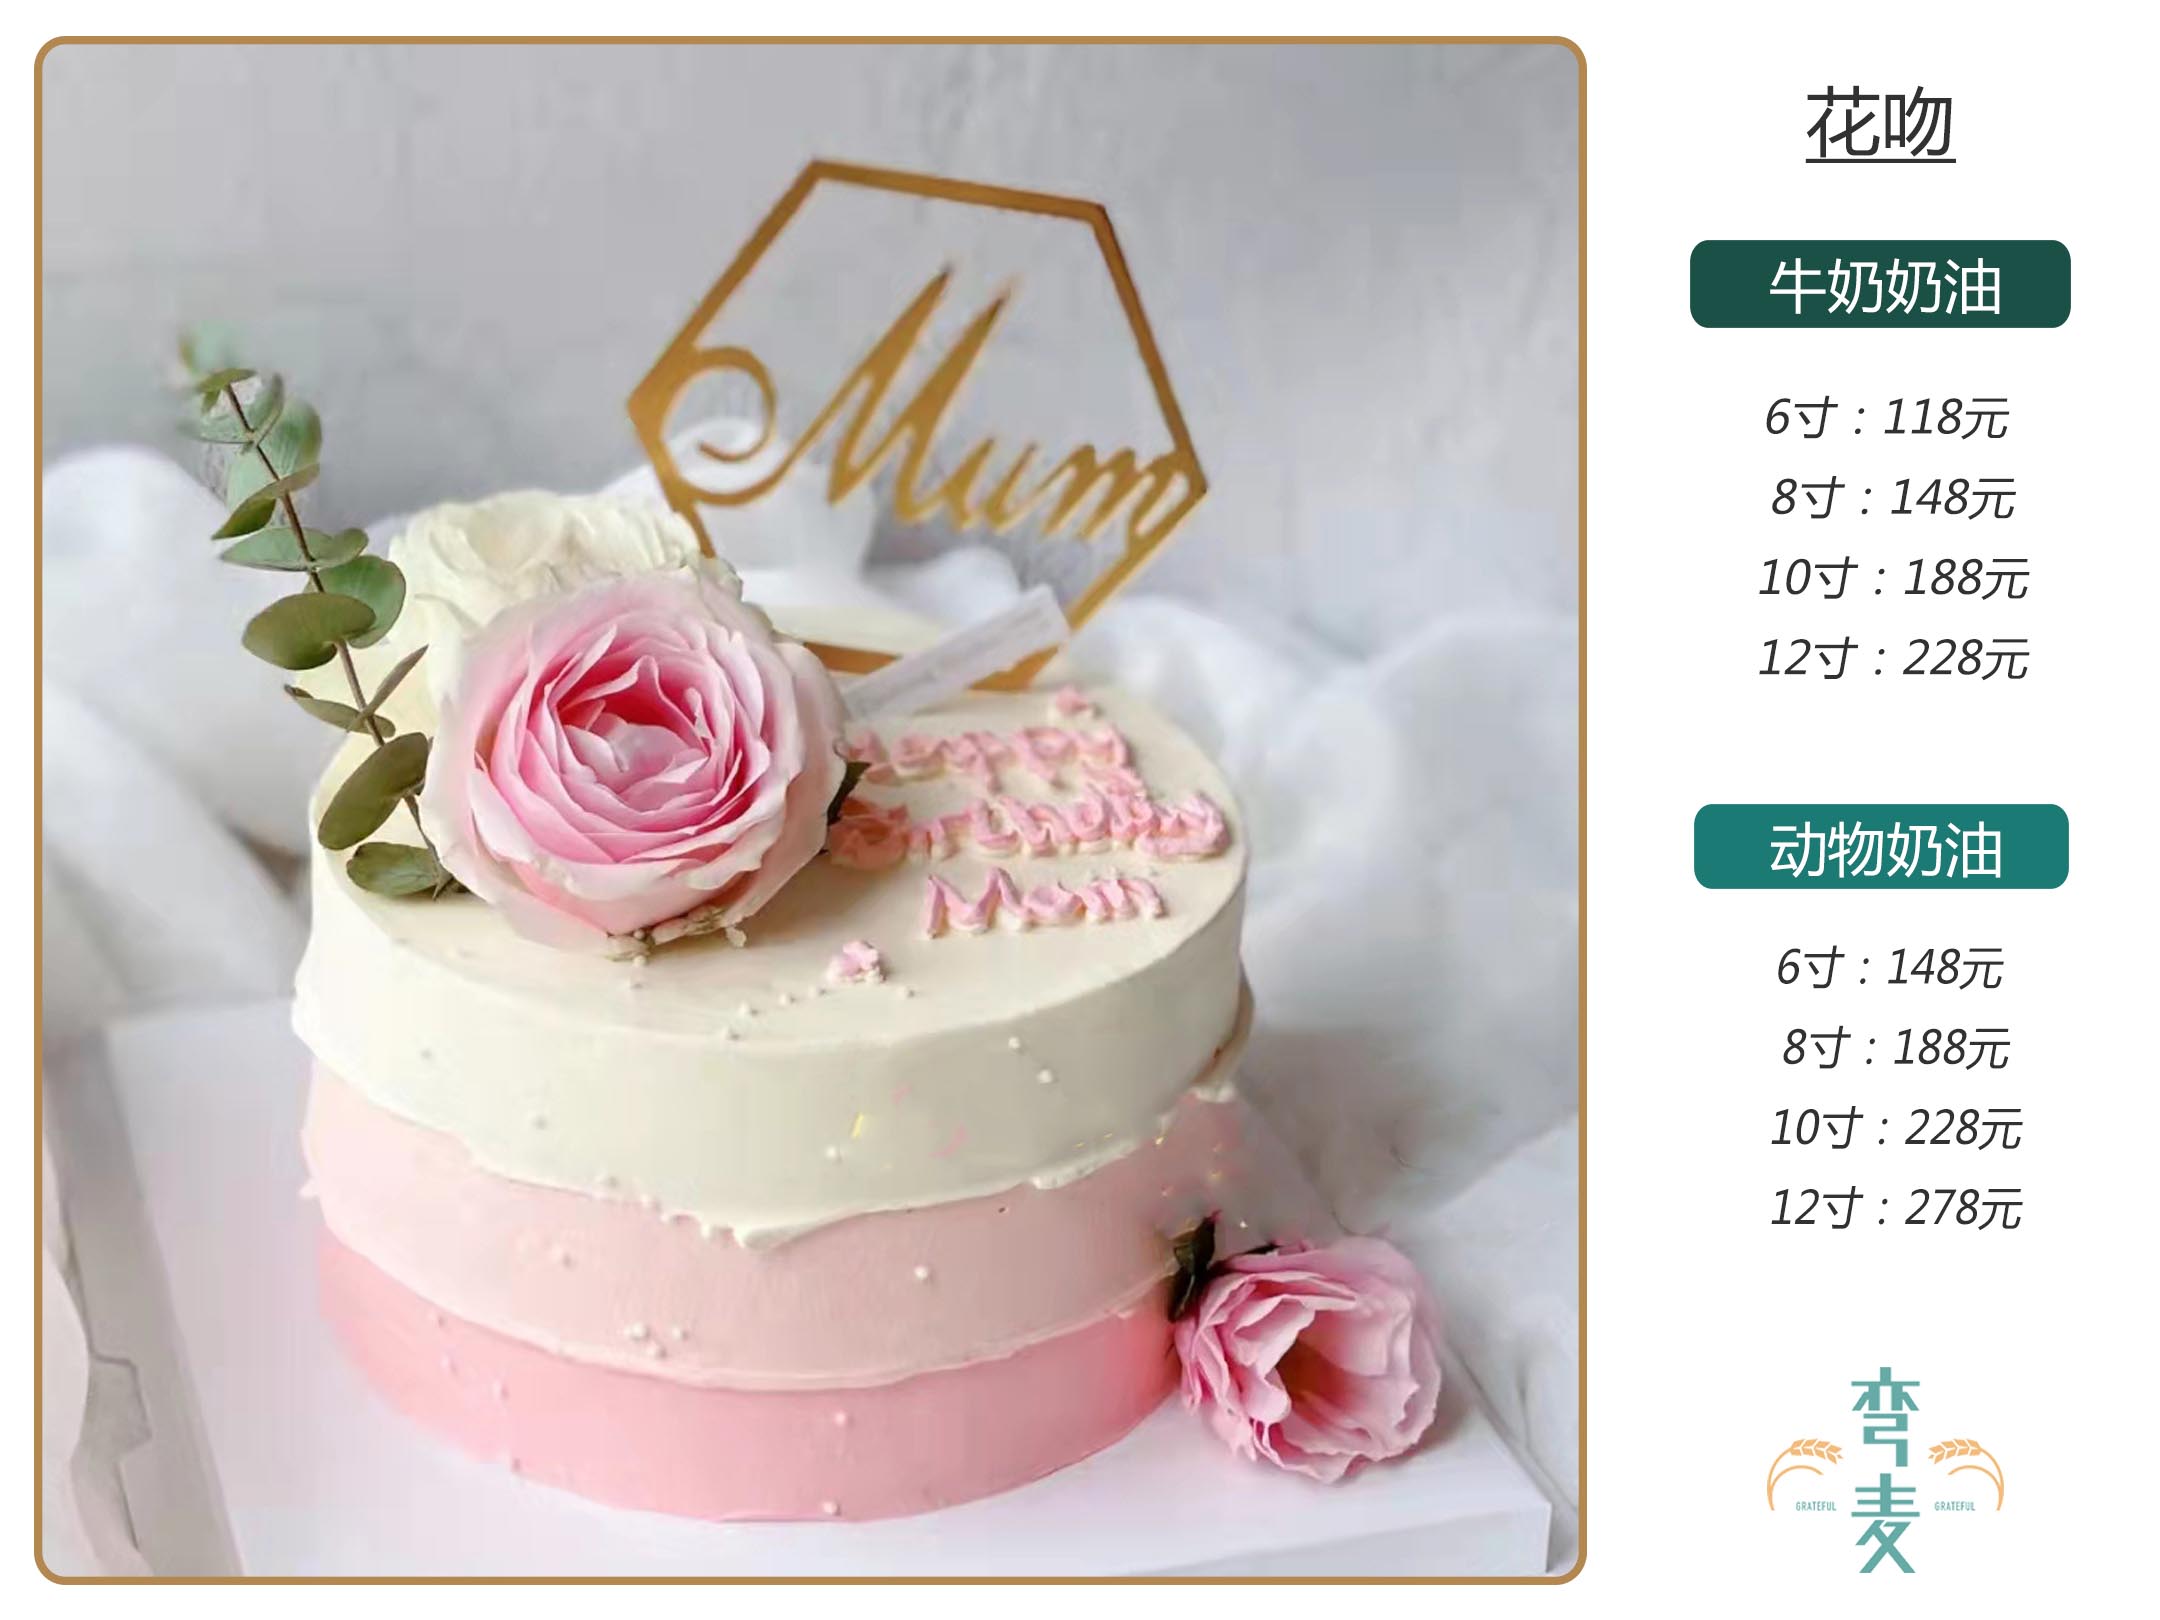 Mum
Happy
Birthday
Mom
花吻
牛奶奶油
6寸：118元
8寸：148元
10寸：188元
12寸：228元
动物奶油
6寸：148元
8寸：188元
10寸：228元
12寸：278元
弯麦
GRATEFUL GRATEFUL